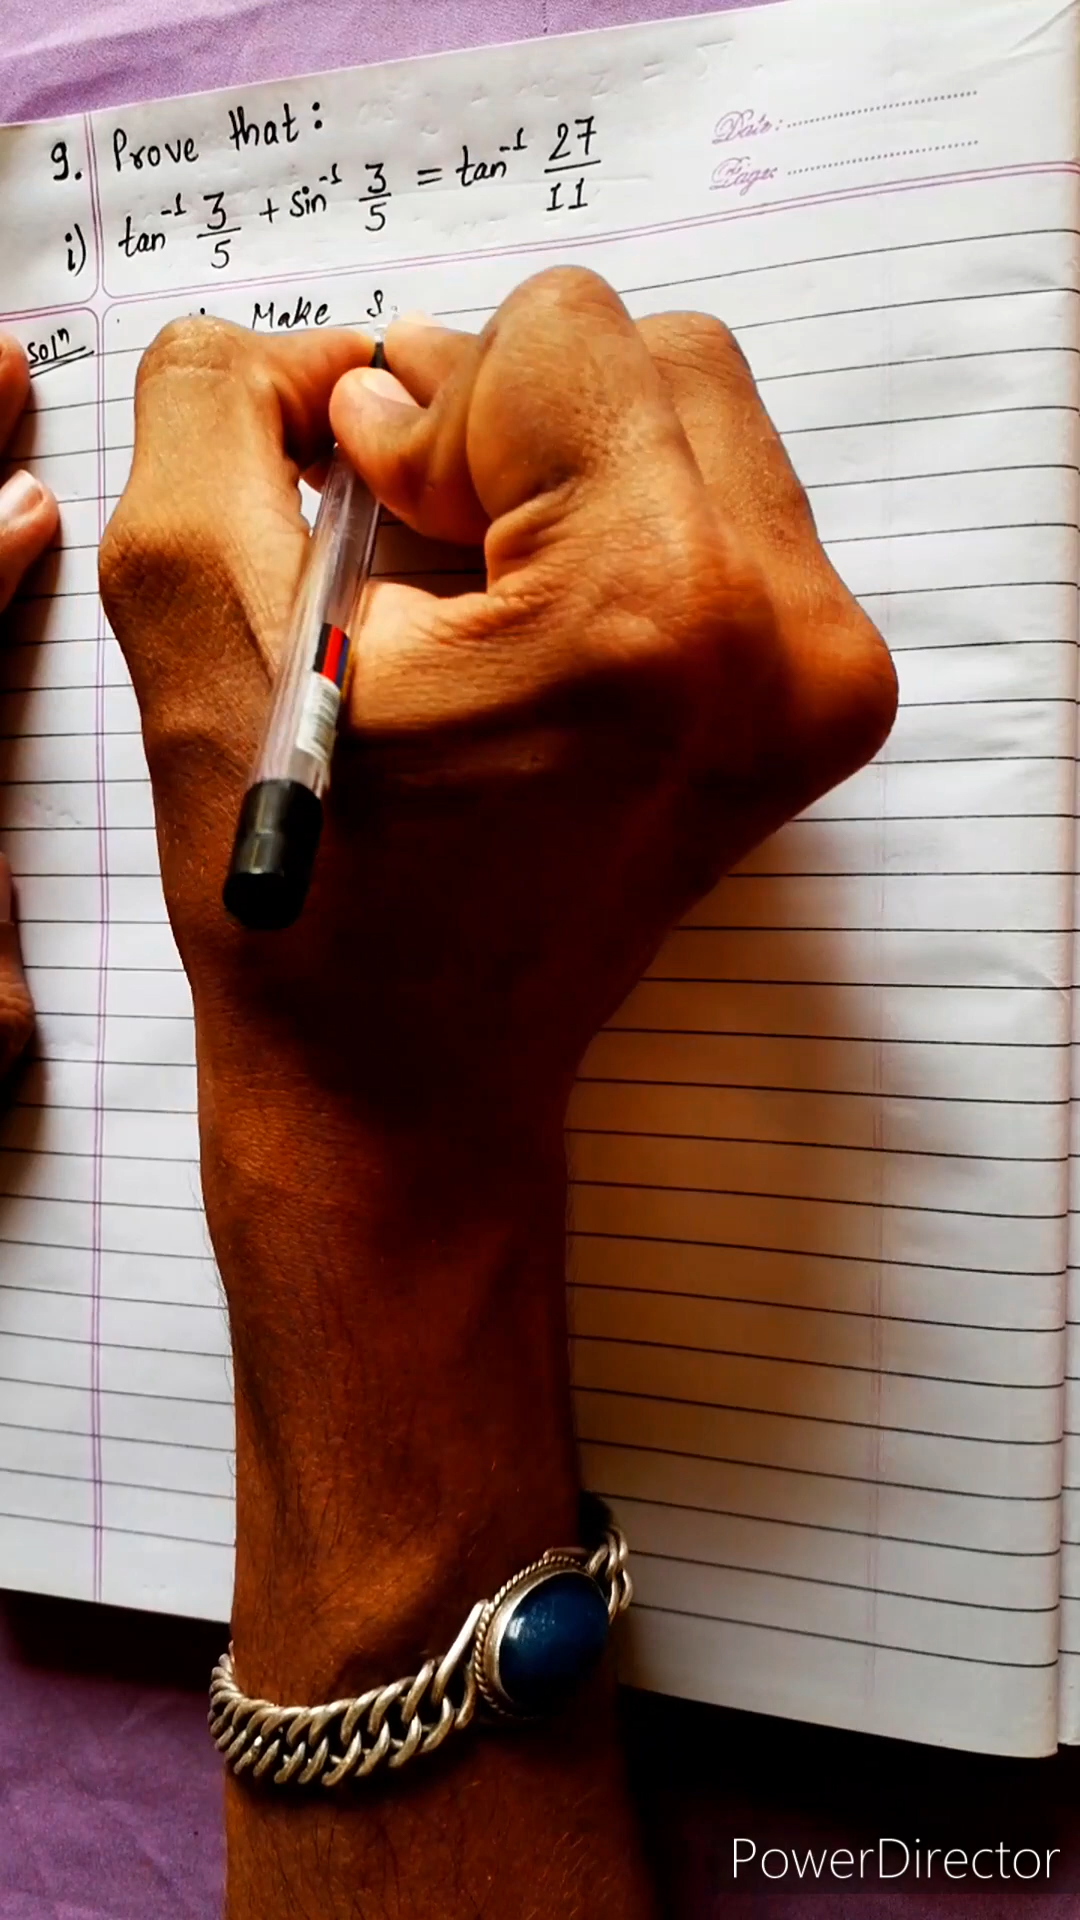 9. Prove that:
i) tan⁻¹ 3/5 + sin⁻¹ 3/5 = tan⁻¹ 27/11
Date:
Page:
Solⁿ
Make
PowerDirector